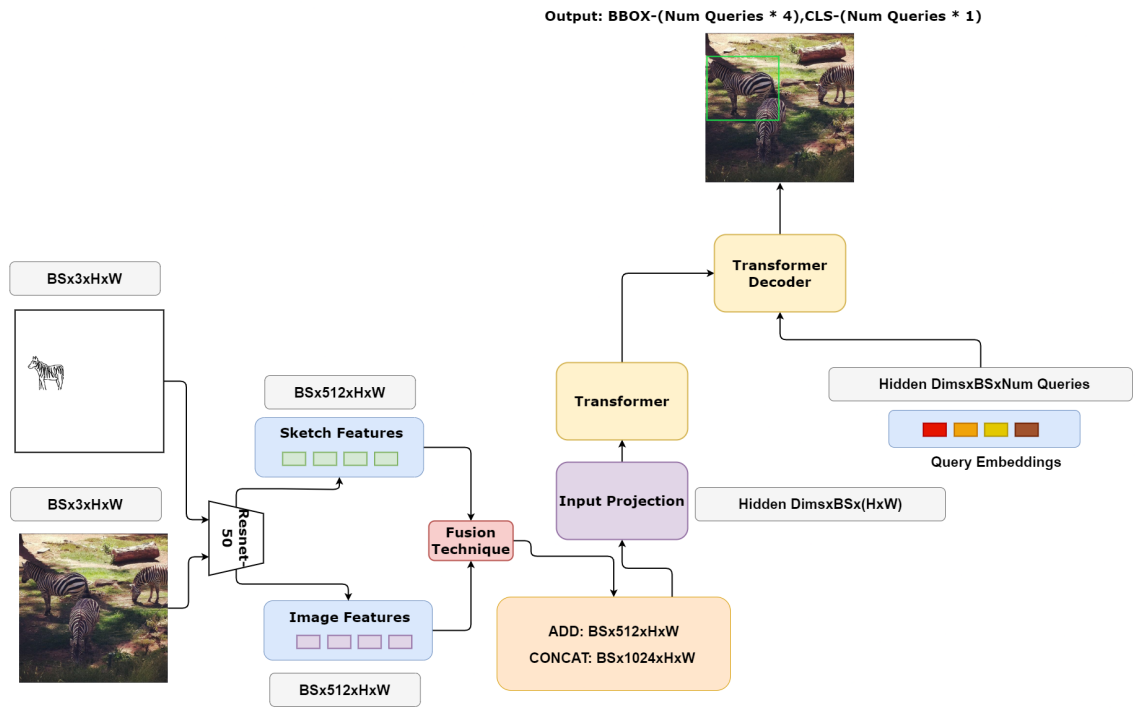 Output: BBOX-(Num Queries * 4),CLS-(Num Queries * 1)
Transformer
Decoder
BSx3xHxW
Hidden DimsxBSxNum Queries
BSx512xHxW
Transformer
Sketch Features
Query Embeddings
BSx3xHxW
Input Projection
Hidden DimsxBSx(HxW)
Resnet-
50
Fusion
Technique
Image Features
ADD: BSx512xHxW
CONCAT: BSx1024xHxW
BSx512xHxW